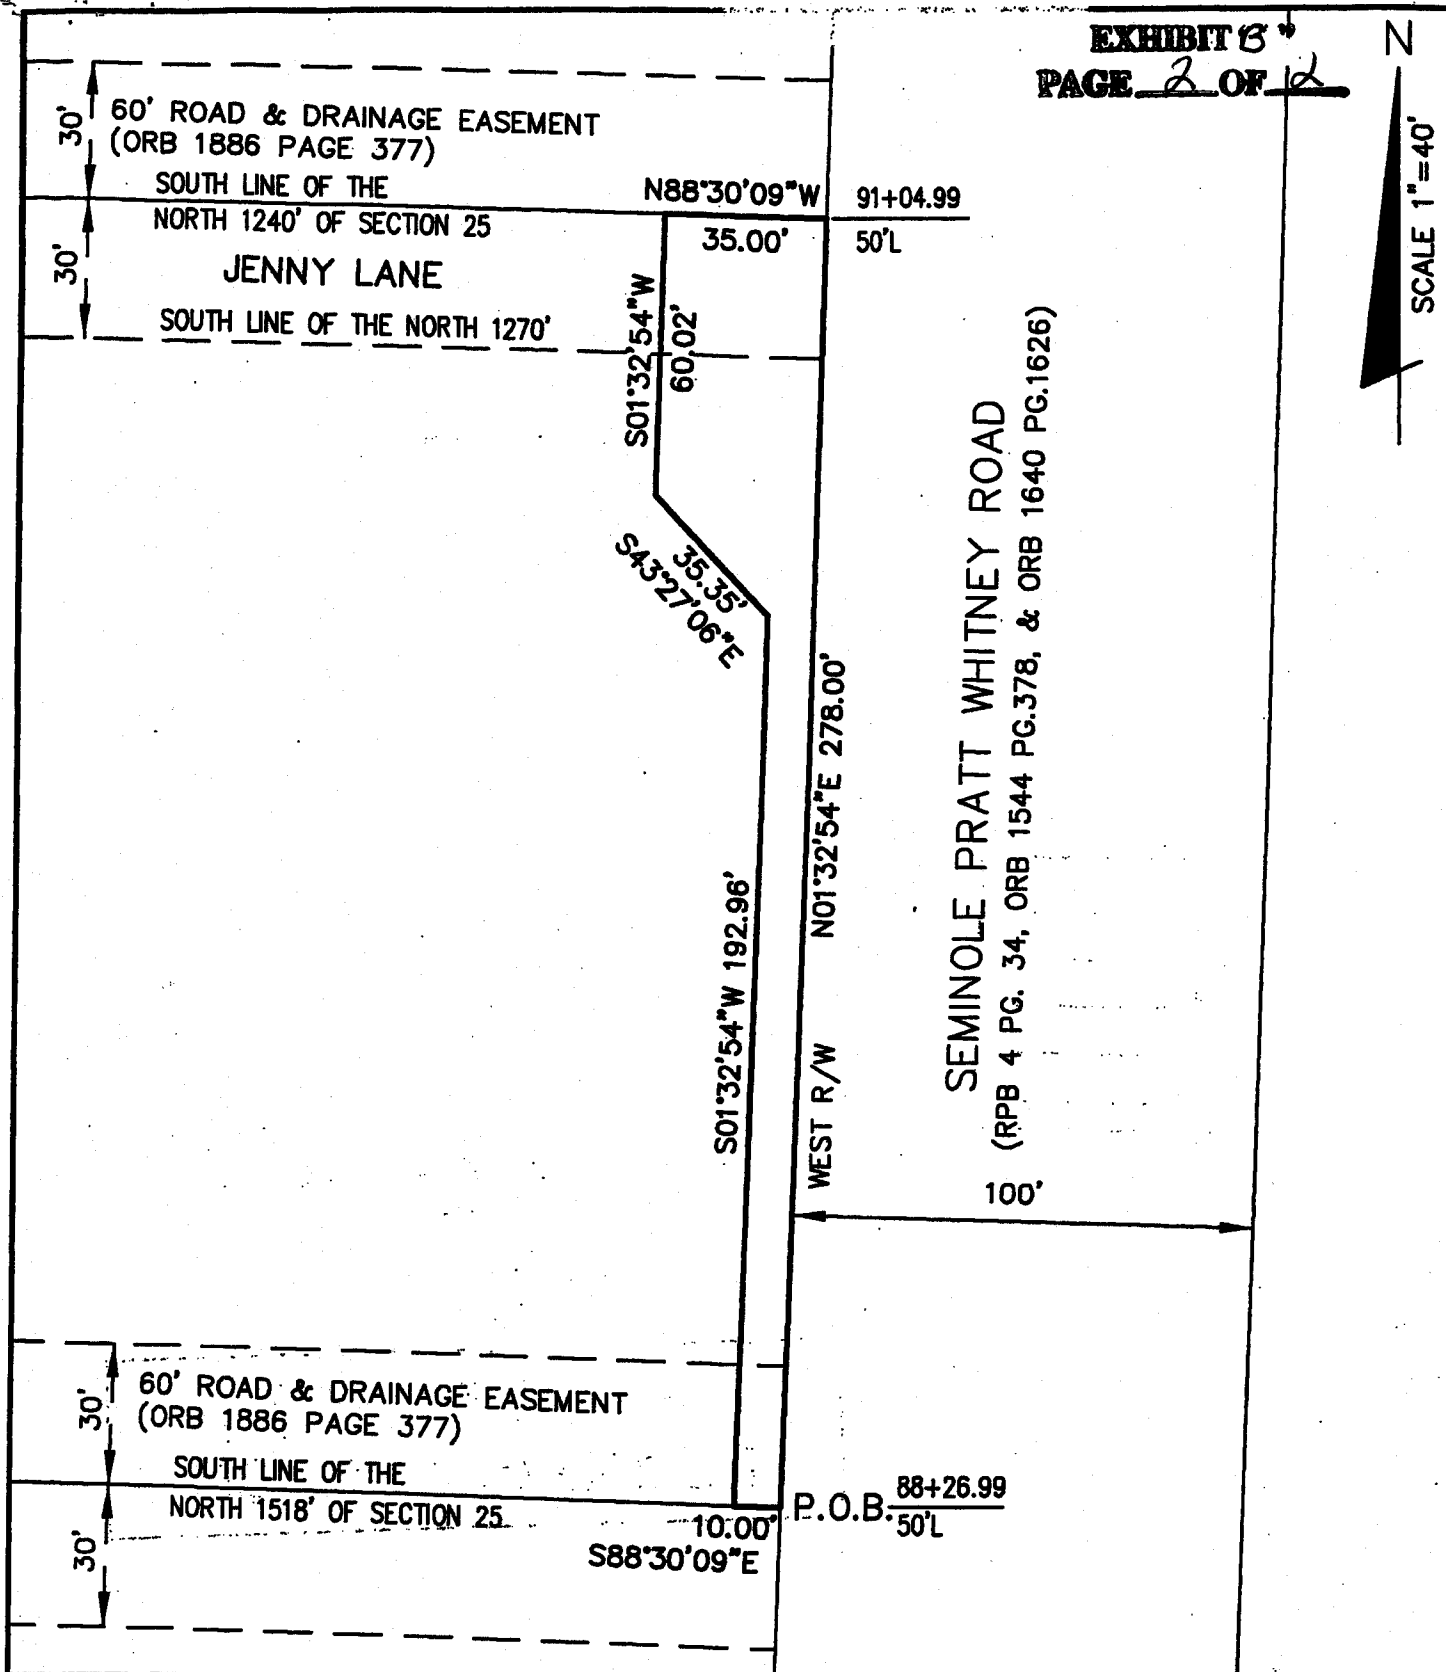 EXHIBIT B"
PAGE 2 OF 2
N
SCALE 1"=40'
30'
60' ROAD & DRAINAGE EASEMENT
(ORB 1886 PAGE 377)
SOUTH LINE OF THE
NORTH 1240' OF SECTION 25
N88°30'09"W
35.00'
91+04.99
50'L
30'
JENNY LANE
SOUTH LINE OF THE NORTH 1270'
S01°32'54"W
60.02'
35.35'
S43°27'06"E
N01°32'54"E 278.00'
S01°32'54"W 192.96'
WEST R/W
SEMINOLE PRATT WHITNEY ROAD
(RPB 4 PG. 34, ORB 1544 PG.378, & ORB 1640 PG.1626)
100'
30'
60' ROAD & DRAINAGE EASEMENT
(ORB 1886 PAGE 377)
SOUTH LINE OF THE
NORTH 1518' OF SECTION 25
30'
10.00'
S88°30'09"E
P.O.B.
88+26.99
50'L